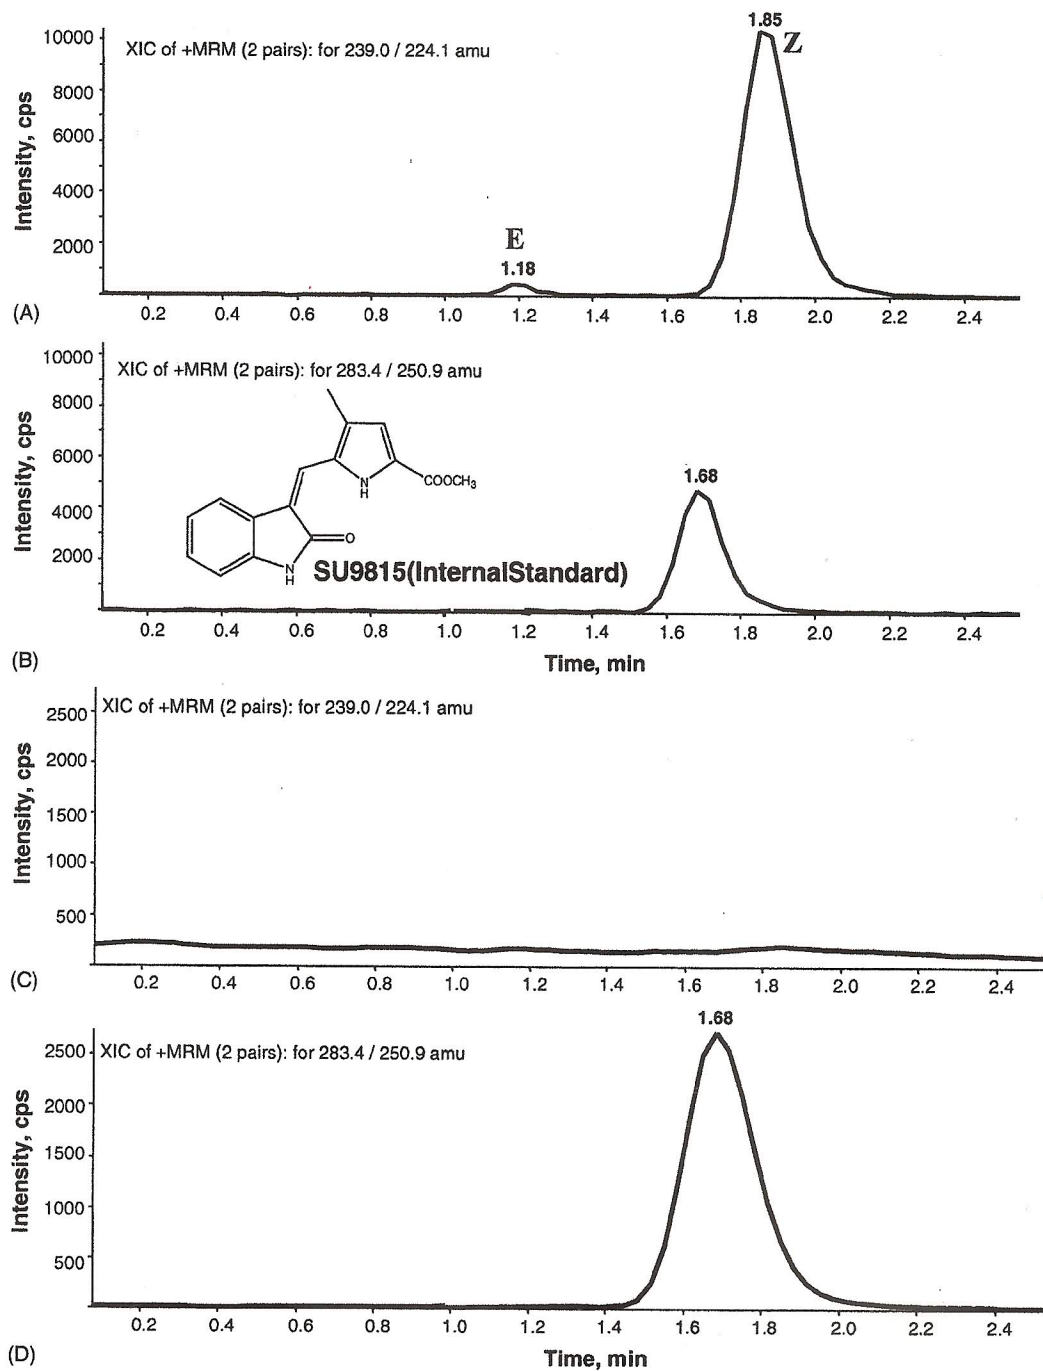 1.85
10000
XIC of +MRM (2 pairs): for 239.0 / 224.1 amu
Z
8000
6000
4000
2000
Intensity, cps
E
1.18
0.2 0.4 0.6 0.8 1.0 1.2 1.4 1.6 1.8 2.0 2.2 2.4
(A)
10000
XIC of +MRM (2 pairs): for 283.4 / 250.9 amu
8000
6000
4000
2000
Intensity, cps
1.68
NH
COOCH3
O
NH
SU9815(InternalStandard)
0.2 0.4 0.6 0.8 1.0 1.2 1.4 1.6 1.8 2.0 2.2 2.4
(B)
Time, min
2500
XIC of +MRM (2 pairs): for 239.0 / 224.1 amu
2000
1500
1000
500
Intensity, cps
0.2 0.4 0.6 0.8 1.0 1.2 1.4 1.6 1.8 2.0 2.2 2.4
(C)
1.68
2500
XIC of +MRM (2 pairs): for 283.4 / 250.9 amu
2000
1500
1000
500
Intensity, cps
0.2 0.4 0.6 0.8 1.0 1.2 1.4 1.6 1.8 2.0 2.2 2.4
(D)
Time, min